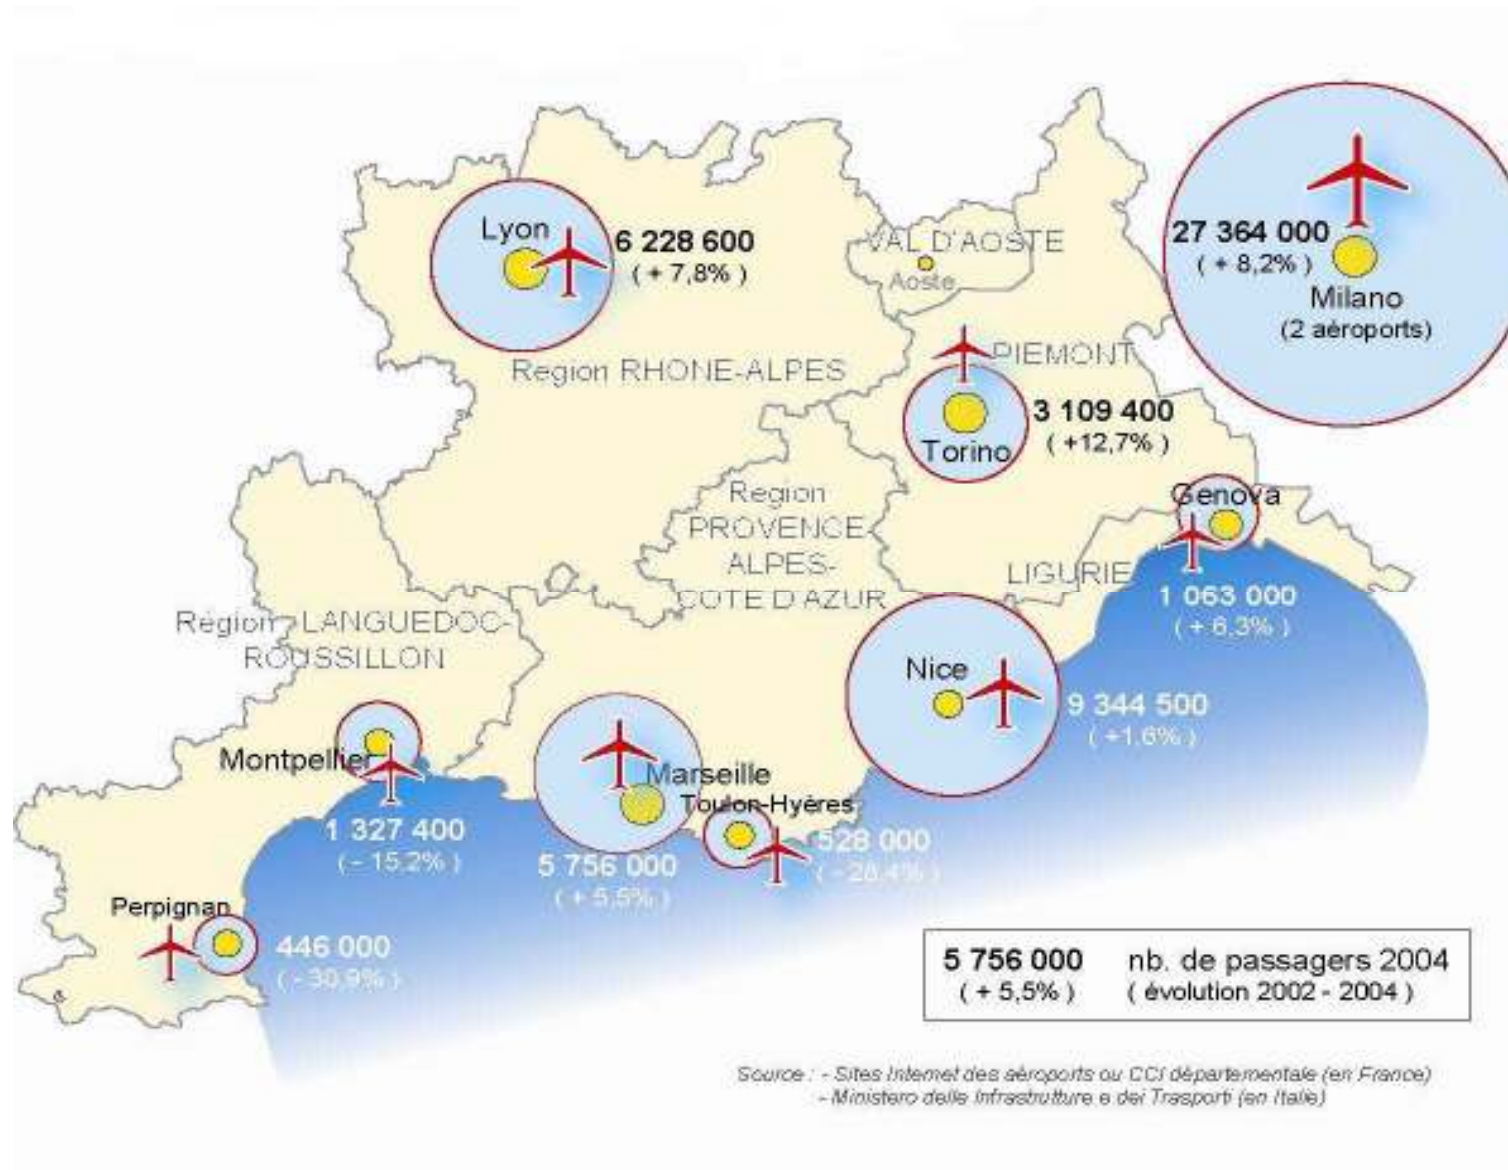 Lyon
6 228 600
( + 7,8% )
VAL D'AOSTE
Aoste
27 364 000
( + 8,2% )
Milano
(2 aéroports)
Region RHONE-ALPES
PIEMONT
3 109 400
( +12,7% )
Torino
Genova
Region
PROVENCE-
ALPES-
COTE D AZUR
LIGURIE
1 063 000
( + 6,3% )
Région LANGUEDOC-
ROUSSILLON
Nice
9 344 500
( +1,6% )
Montpellier
Marseille
Toulon-Hyères
1 327 400
( - 15,2% )
5 756 000
( + 5,5% )
528 000
( - 28,4% )
Perpignan
446 000
( - 30,9% )
5 756 000 nb. de passagers 2004
( + 5,5% ) ( évolution 2002 - 2004 )
Source : - Sites Internet des aéroports ou CCI départementale (en France)
- Ministero delle Infrastrutture e dei Trasporti (en Italie)